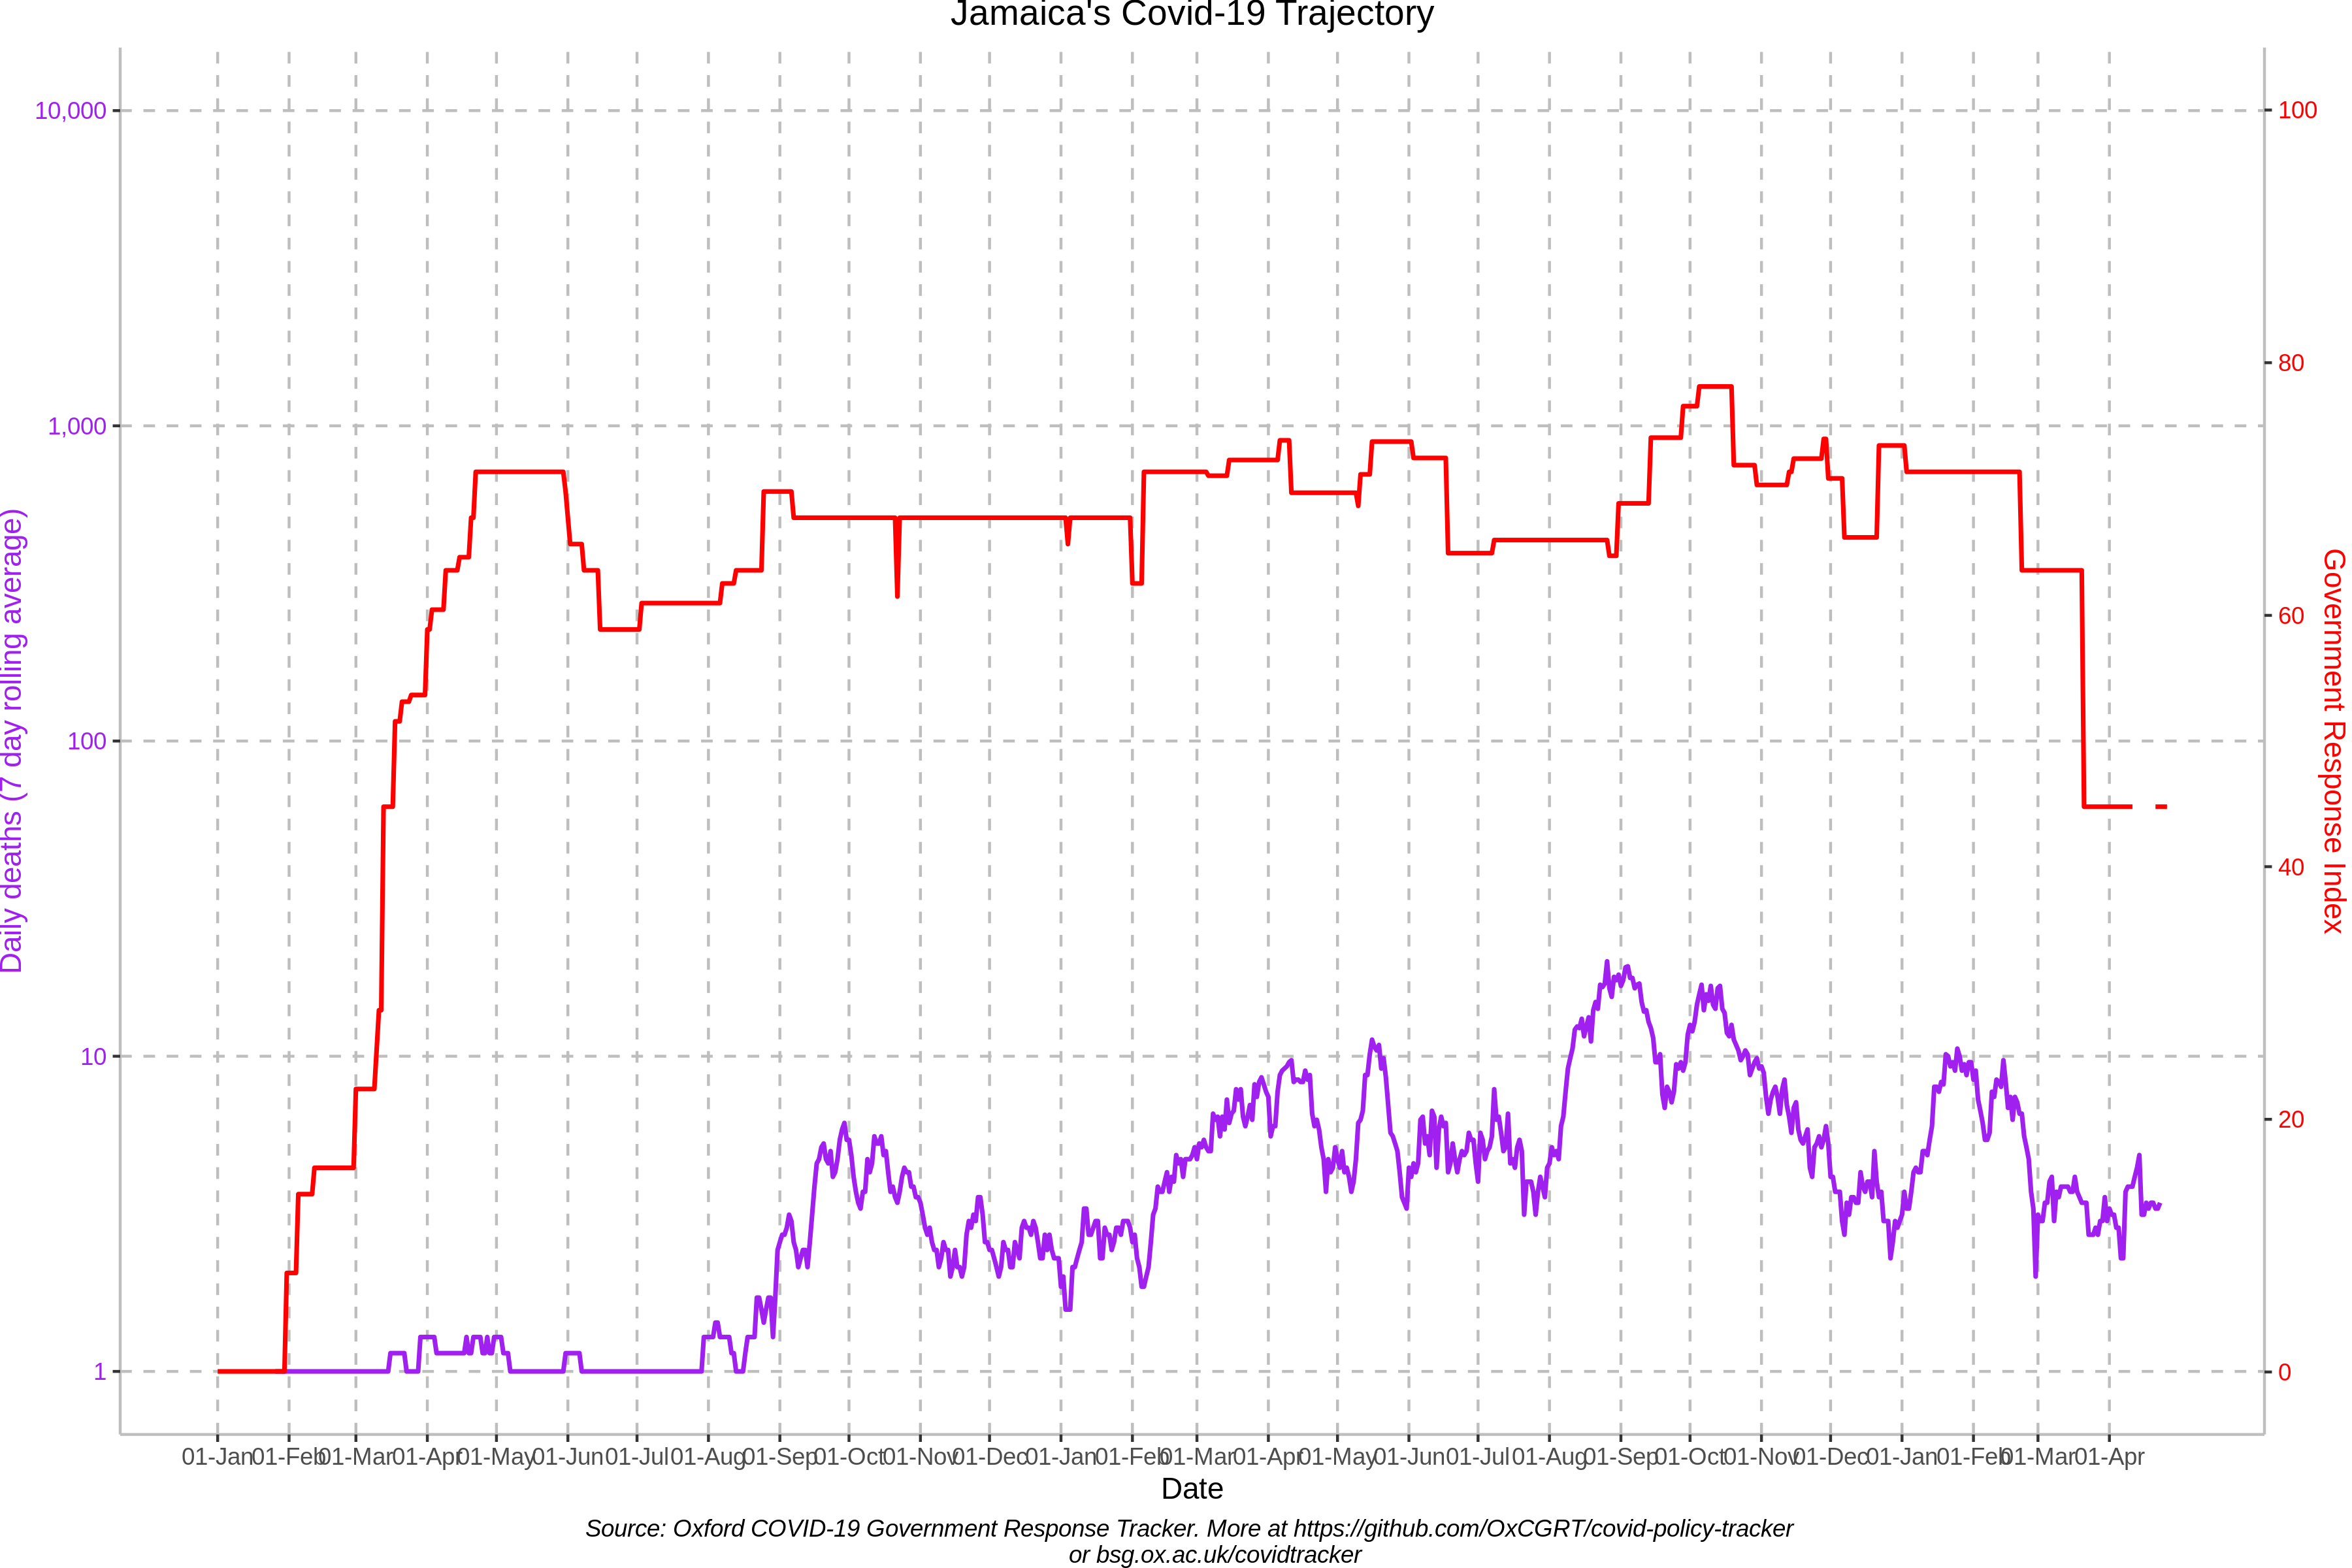 Jamaica's Covid-19 Trajectory
10,000
1,000
100
10
1
Daily deaths (7 day rolling average)
100
80
60
40
20
0
Government Response Index
01-Jan 01-Feb 01-Mar 01-Apr 01-May 01-Jun 01-Jul 01-Aug 01-Sep 01-Oct 01-Nov 01-Dec 01-Jan 01-Feb 01-Mar 01-Apr 01-May 01-Jun 01-Jul 01-Aug 01-Sep 01-Oct 01-Nov 01-Dec 01-Jan 01-Feb 01-Mar 01-Apr
Date
Source: Oxford COVID-19 Government Response Tracker. More at https://github.com/OxCGRT/covid-policy-tracker
or bsg.ox.ac.uk/covidtracker